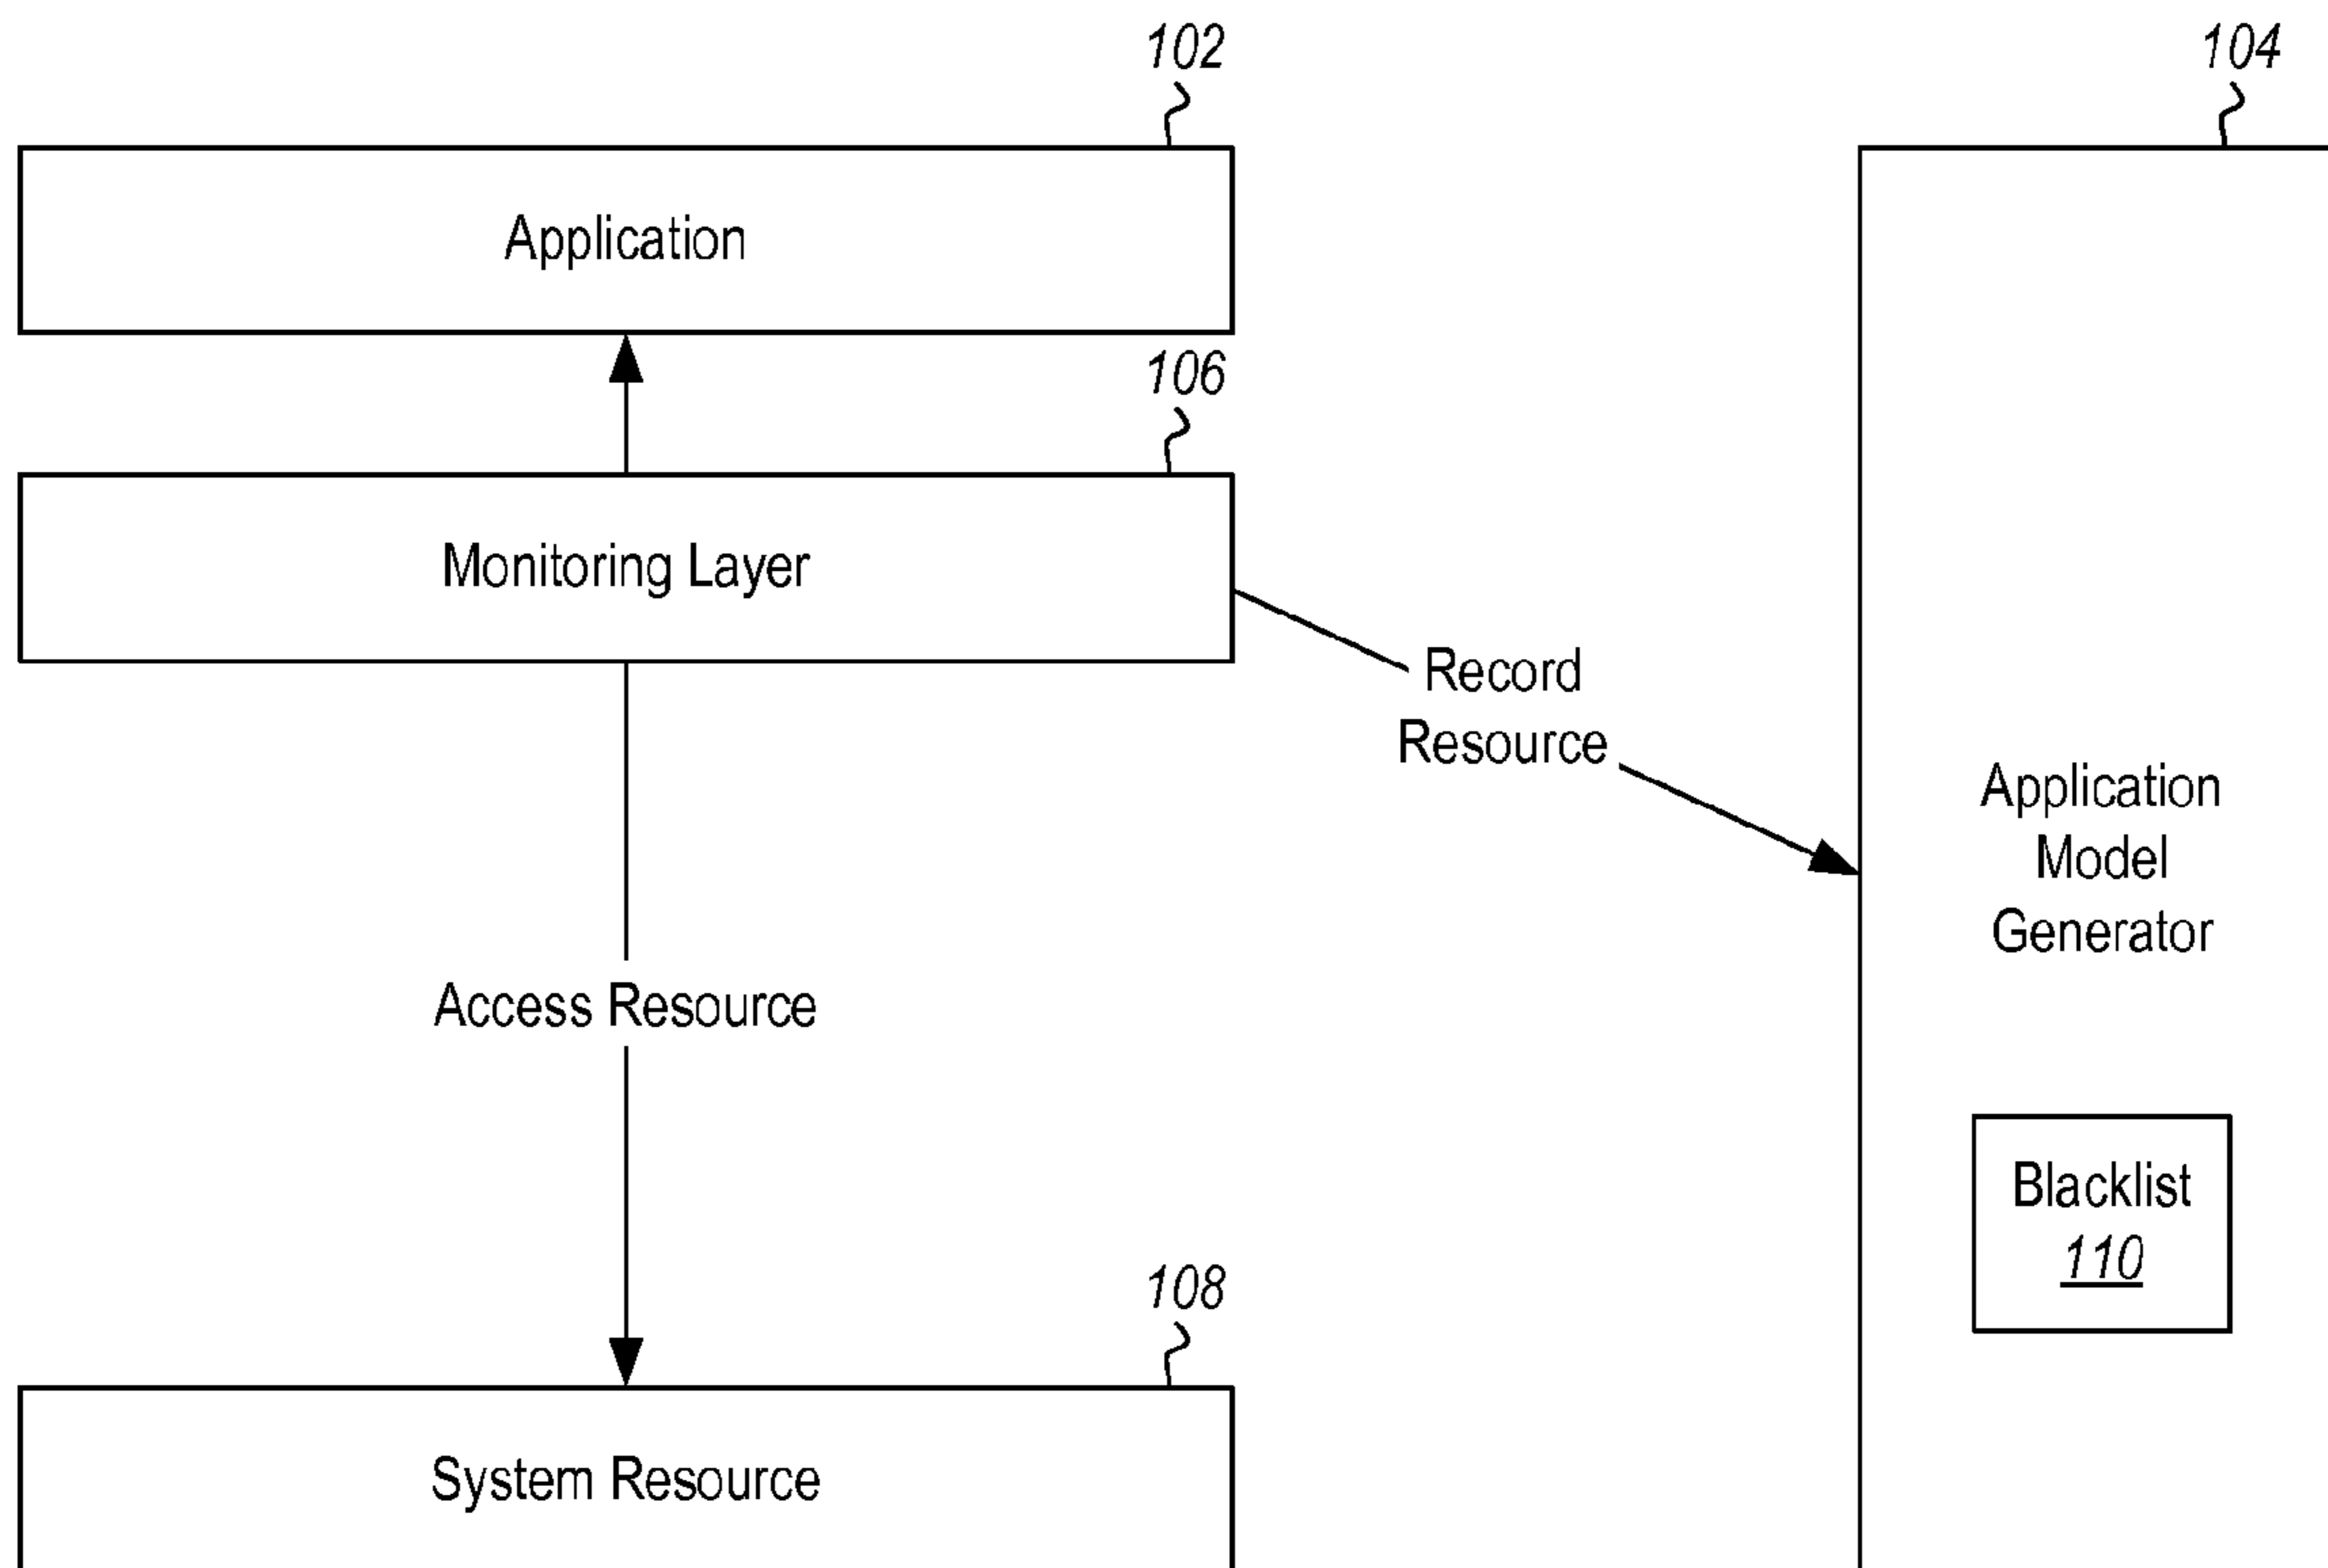 102
104
Application
106
Monitoring Layer
Record
Resource
Application
Model
Generator
Access Resource
Blacklist
110
108
System Resource